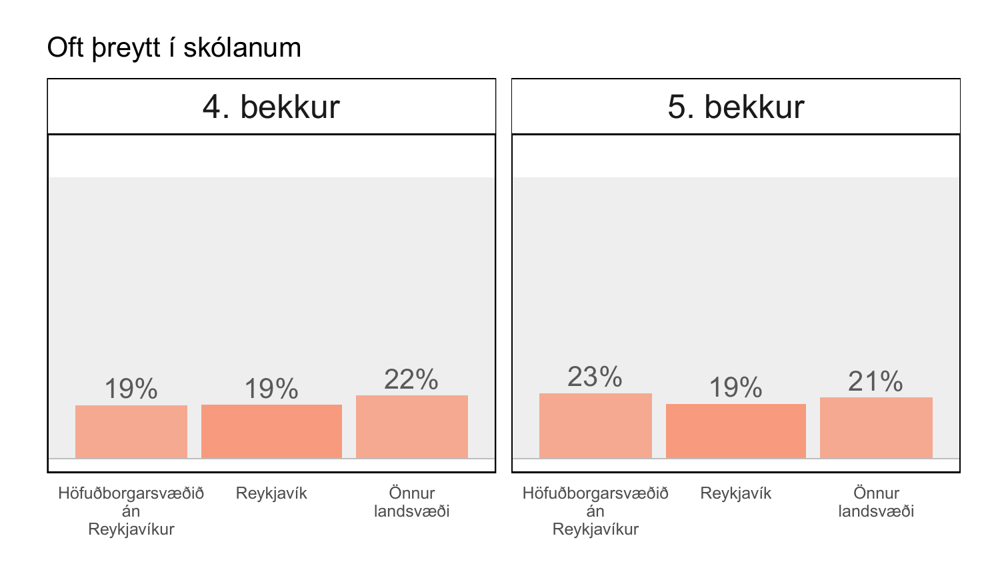 Oft þreytt í skólanum
4. bekkur
19%
19%
22%
Höfuðborgarsvæðið
án
Reykjavíkur
Reykjavík
Önnur
landsvæði
5. bekkur
23%
19%
21%
Höfuðborgarsvæðið
án
Reykjavíkur
Reykjavík
Önnur
landsvæði